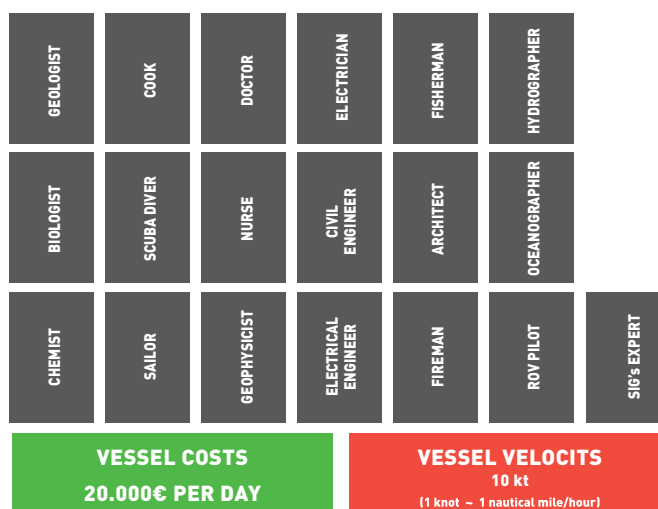 GEOLOGIST
COOK
DOCTOR
ELECTRICIAN
FISHERMAN
HYDROGRAPHER
BIOLOGIST
SCUBA DIVER
NURSE
CIVIL
ENGINEER
ARCHITECT
OCEANOGRAPHER
CHEMIST
SAILOR
GEOPHYSICIST
ELECTRICAL
ENGINEER
FIREMAN
ROV PILOT
SIG's EXPERT
VESSEL COSTS
20.000€ PER DAY
VESSEL VELOCITS
10 kt
(1 knot ~ 1 nautical mile/hour)